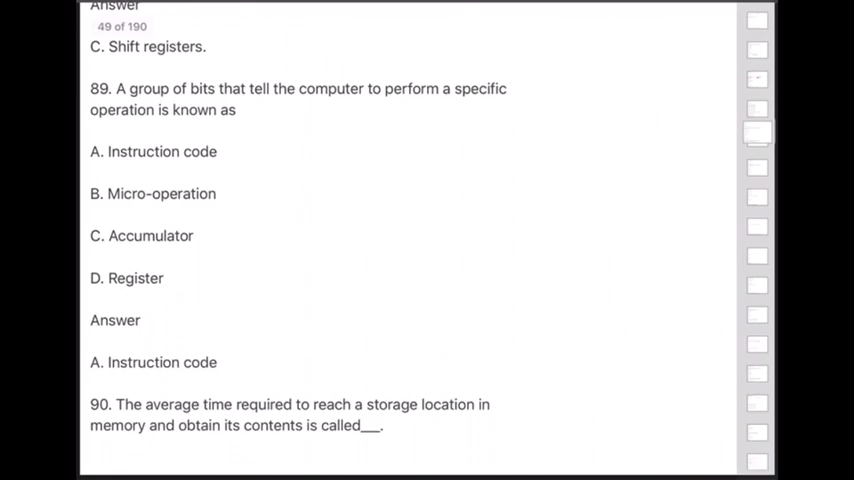 Answer
49 of 190
C. Shift registers.
89. A group of bits that tell the computer to perform a specific
operation is known as
A. Instruction code
B. Micro-operation
C. Accumulator
D. Register
Answer
A. Instruction code
90. The average time required to reach a storage location in
memory and obtain its contents is called___.